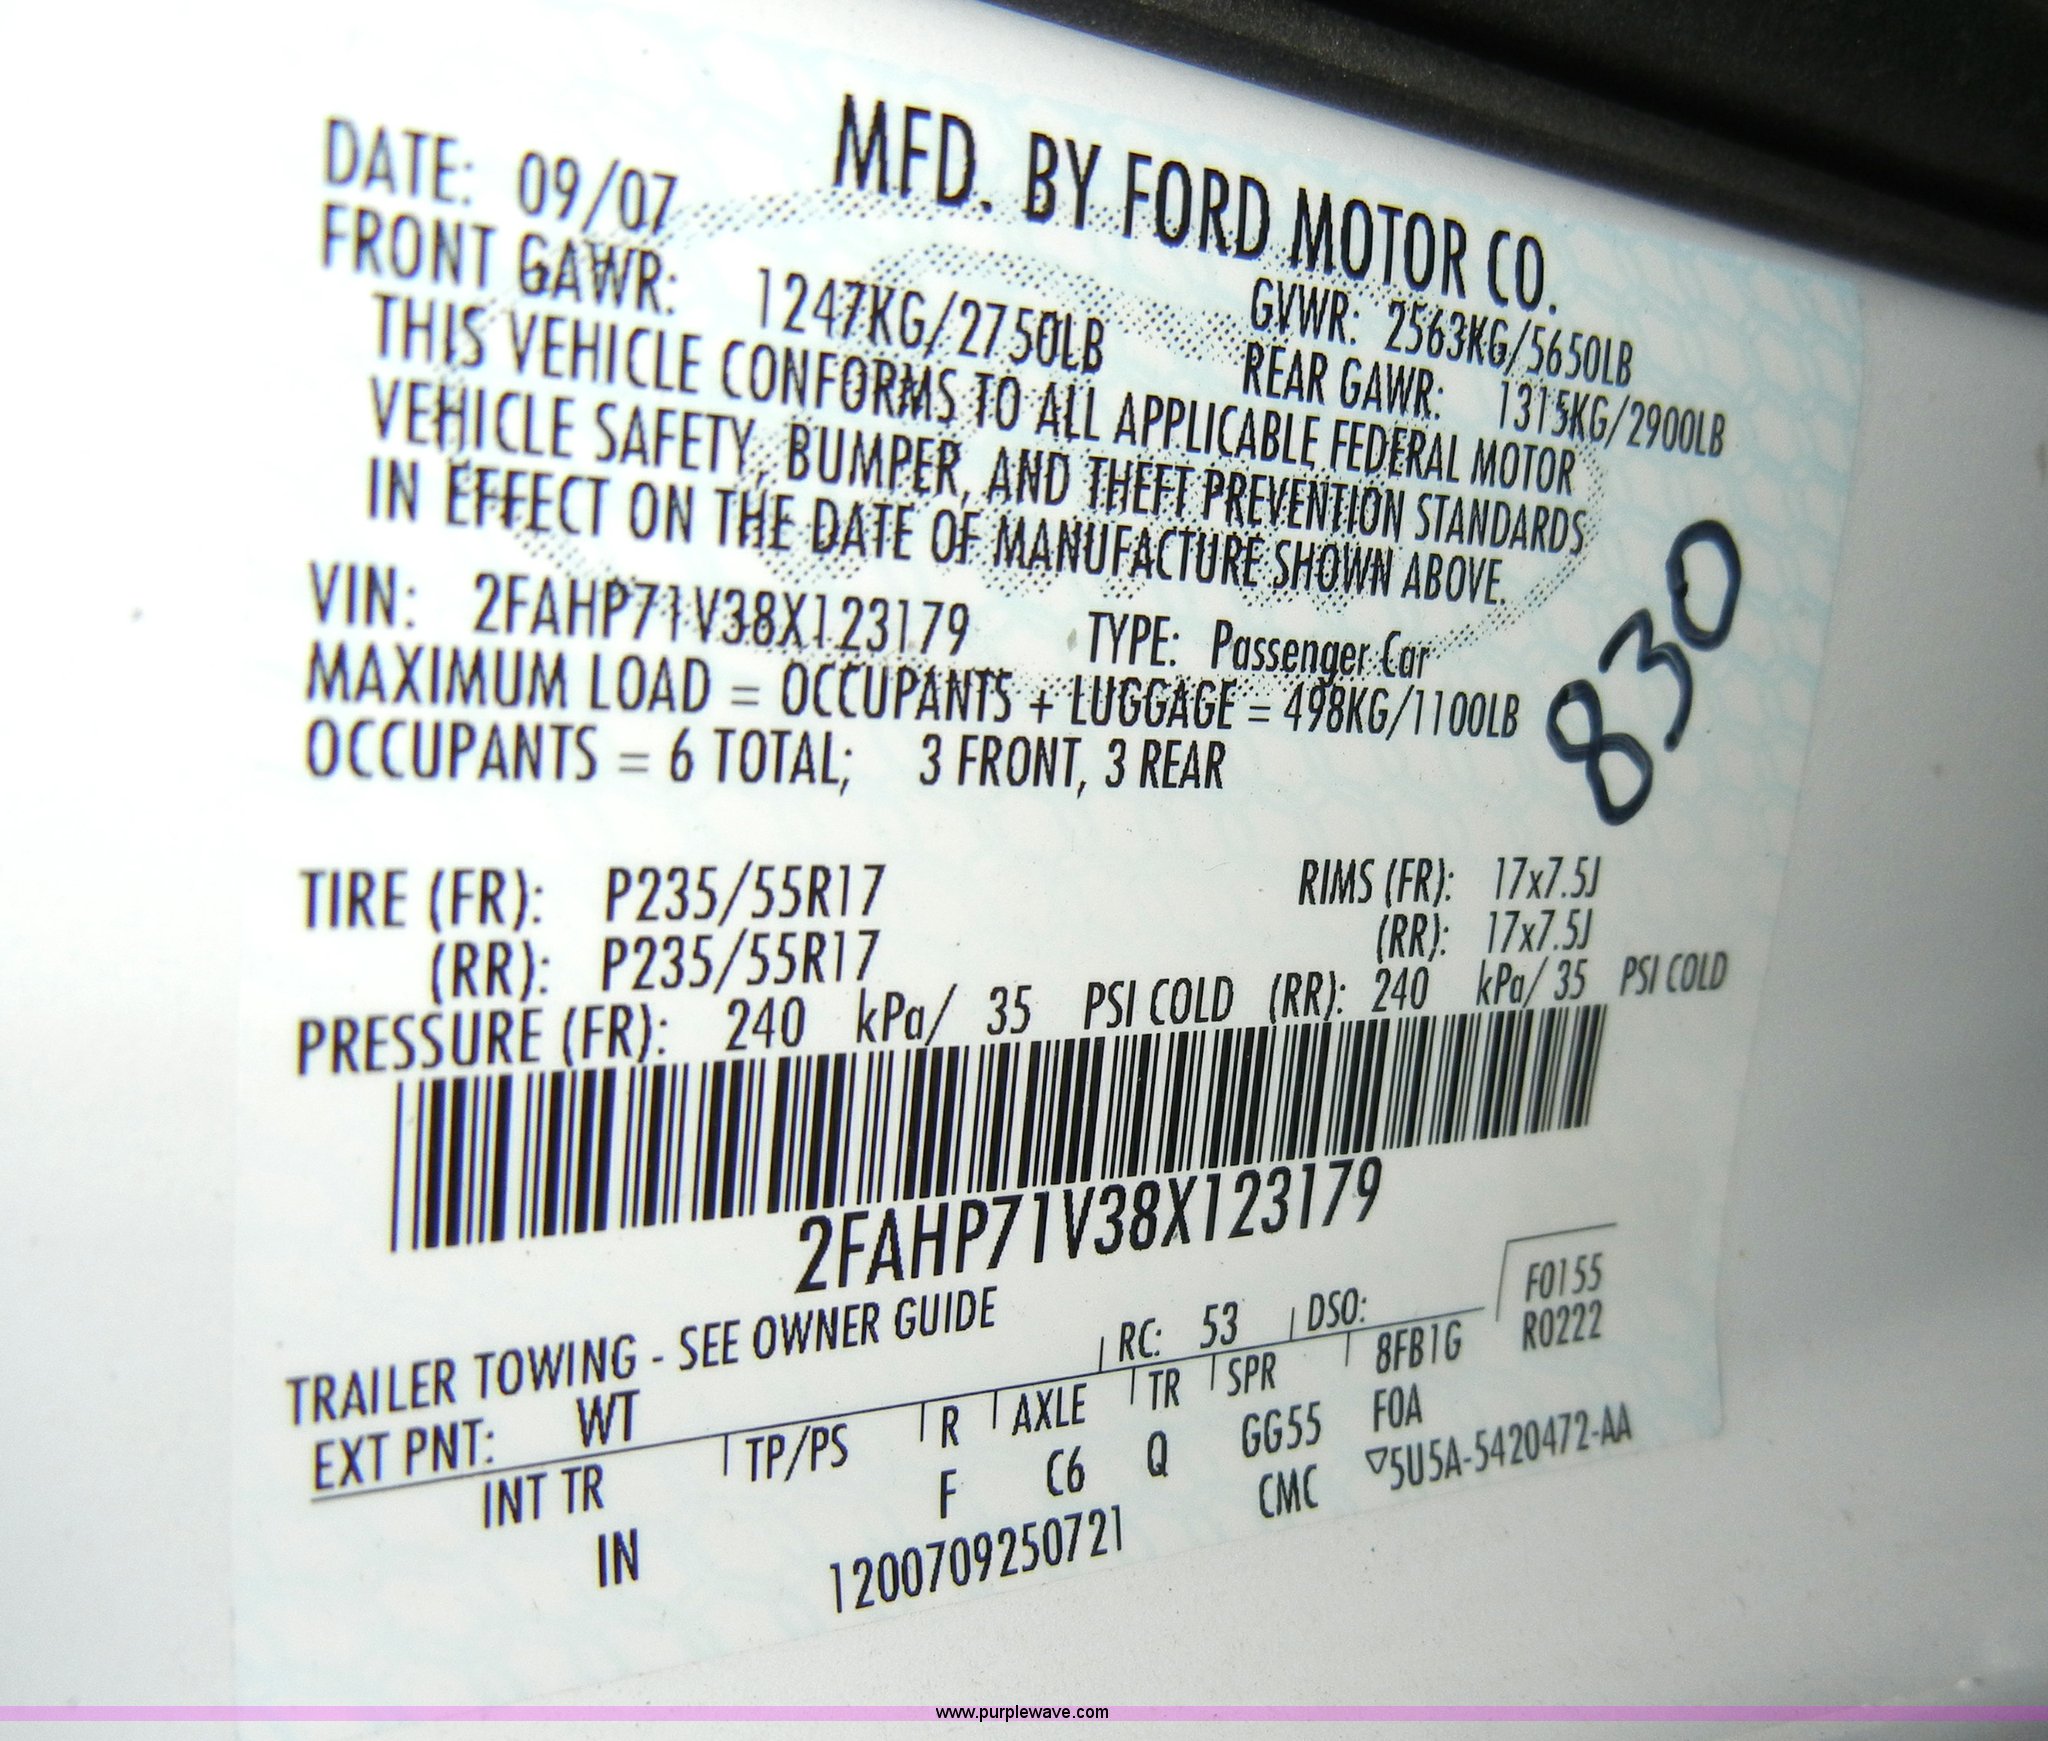 MFD. BY FORD MOTOR CO.
DATE: 09/07 GVWR: 2563KG/5650LB
FRONT GAWR: 1247KG/2750LB REAR GAWR: 1315KG/2900LB
THIS VEHICLE CONFORMS TO ALL APPLICABLE FEDERAL MOTOR
VEHICLE SAFETY, BUMPER, AND THEFT PREVENTION STANDARDS
IN EFFECT ON THE DATE OF MANUFACTURE SHOWN ABOVE.
VIN: 2FAHP71V38X123179 TYPE: Passenger Car
MAXIMUM LOAD = OCCUPANTS + LUGGAGE = 498KG/1100LB
OCCUPANTS = 6 TOTAL; 3 FRONT, 3 REAR
830
TIRE (FR): P235/55R17 RIMS (FR): 17x7.5J
(RR): P235/55R17 (RR): 17x7.5J
PRESSURE (FR): 240 kPa/ 35 PSI COLD (RR): 240 kPa/ 35 PSI COLD
2FAHP71V38X123179
TRAILER TOWING - SEE OWNER GUIDE
F0155
EXT PNT: WT RC: 53 DSO: R0222
INT TR TP/PS R AXLE TR SPR 8FB1G
IN F C6 Q GG55 F0A
1200709250721 CMC ▽5U5A-5420472-AA
www.purplewave.com